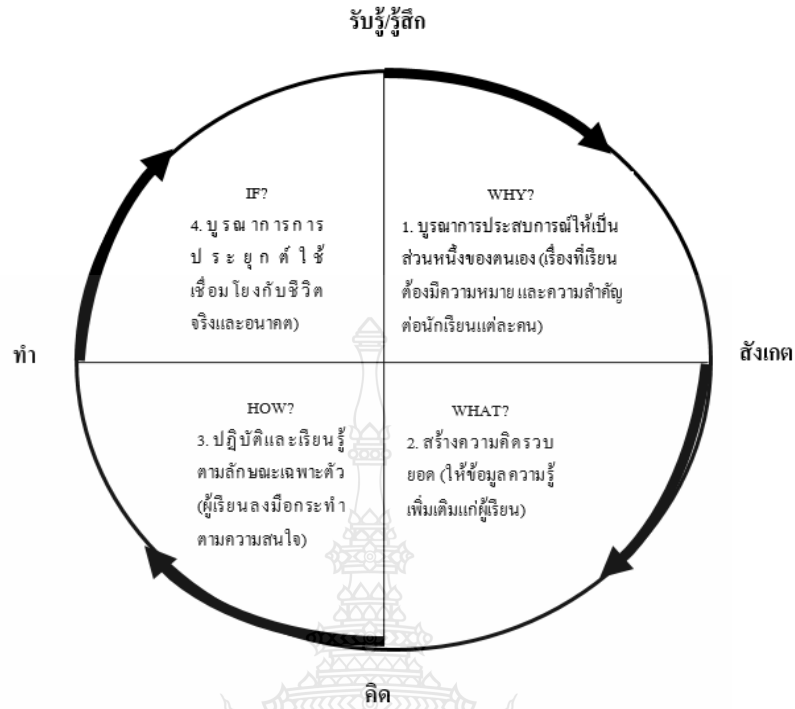 รับรู้/รู้สึก
IF?
4. บูรณาการการ
ประยุกต์ใช้
เชื่อมโยงกับชีวิต
จริงและอนาคต)
WHY?
1. บูรณาการประสบการณ์ให้เป็น
ส่วนหนึ้งของตนเอง (เรื่องที่เรียน
ต้องมีความหมายและความสำคัญ
ต่อนักเรียนแต่ละคน)
ทำ
สังเกต
HOW?
3. ปฏิบัติและเรียนรู้
ตามลักษณะเฉพาะตัว
(ผู้เรียนลงมือกระทำ
ตามความสนใจ)
WHAT?
2. สร้างความคิดรวบ
ยอด (ให้ข้อมูลความรู้
เพิ่มเติมแก่ผู้เรียน)
คิด